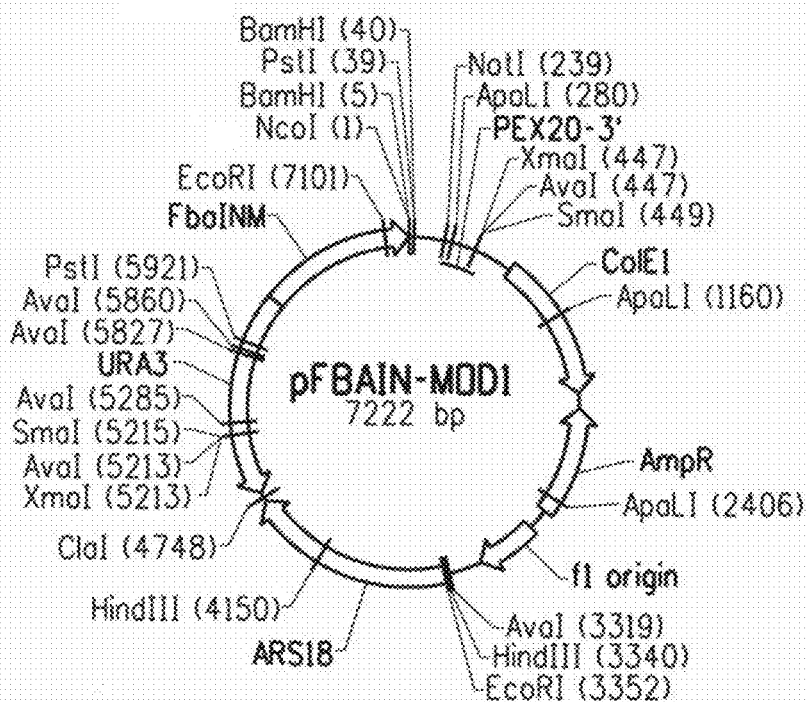 BamHI (40)
PstI (39)
BamHI (5)
NcoI (1)
EcoRI (7101)
FbaINM
PstI (5921)
AvaI (5860)
AvaI (5827)
URA3
AvaI (5285)
SmaI (5215)
AvaI (5213)
XmaI (5213)
ClaI (4748)
HindIII (4150)
ARS18
NotI (239)
ApaLI (280)
PEX20-3'
XmaI (447)
AvaI (447)
SmaI (449)
ColE1
ApaLI (1160)
pFBAIN-MOD1
7222 bp
AmpR
ApaLI (2406)
f1 origin
AvaI (3319)
HindIII (3340)
EcoRI (3352)